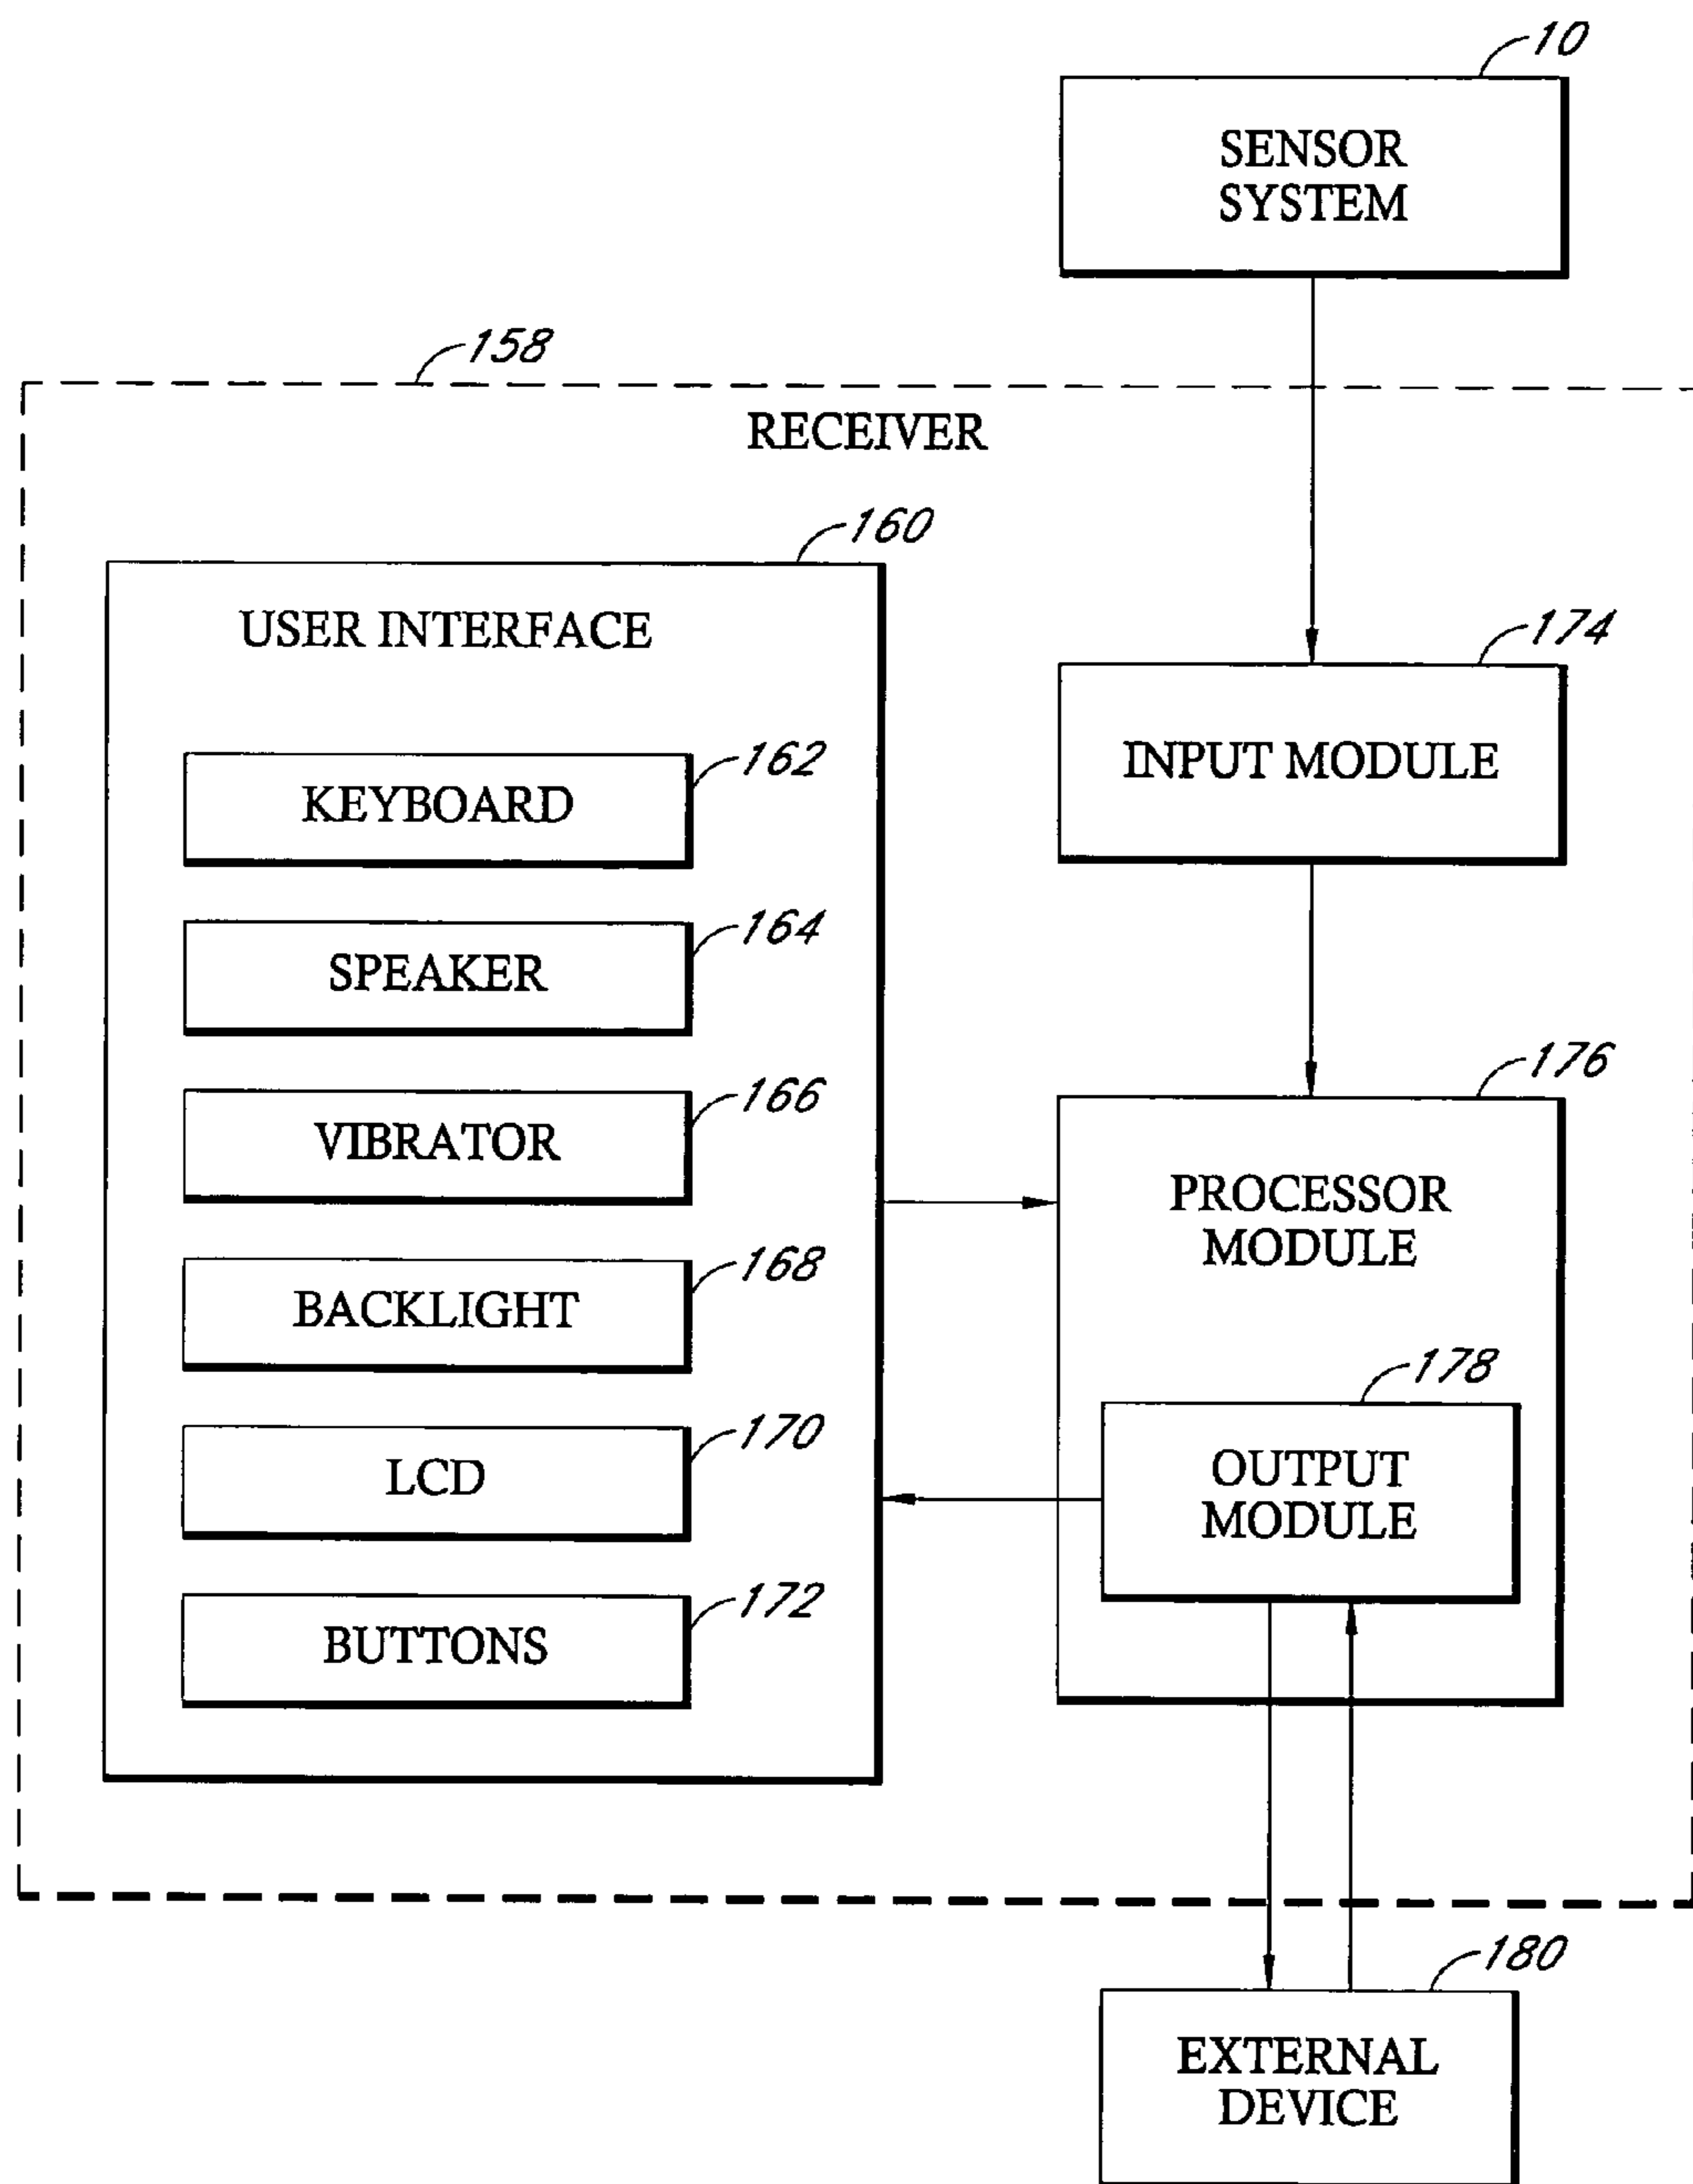 10
SENSOR
SYSTEM
158
RECEIVER
160
USER INTERFACE
174
INPUT MODULE
162
KEYBOARD
164
SPEAKER
166
VIBRATOR
168
BACKLIGHT
170
LCD
172
BUTTONS
176
PROCESSOR
MODULE
178
OUTPUT
MODULE
180
EXTERNAL
DEVICE